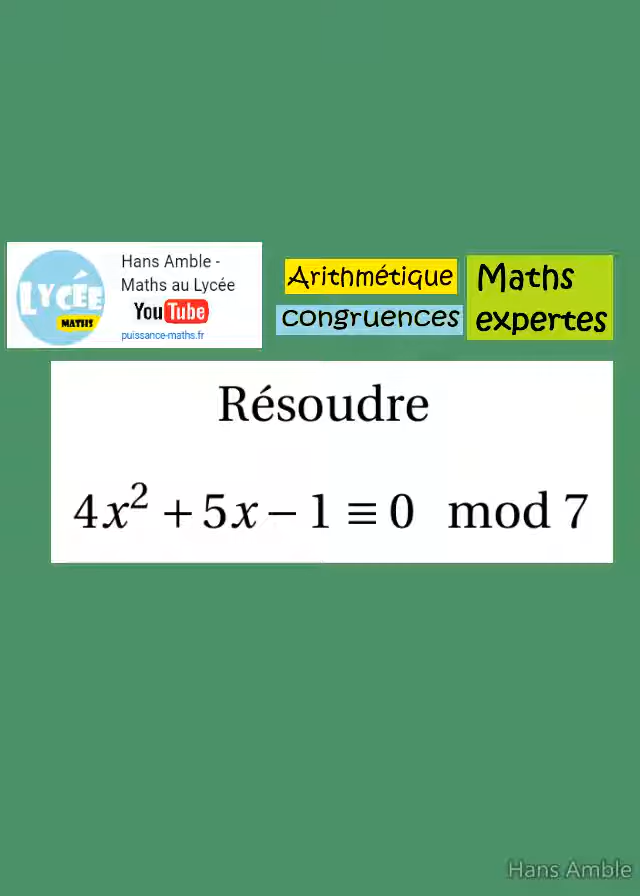 LYCÉE
MATHS
Hans Amble -
Maths au Lycée
YouTube
puissance-maths.fr
Arithmétique
congruences
Maths
expertes
Résoudre
4x² + 5x − 1 ≡ 0 mod 7
Hans Amble